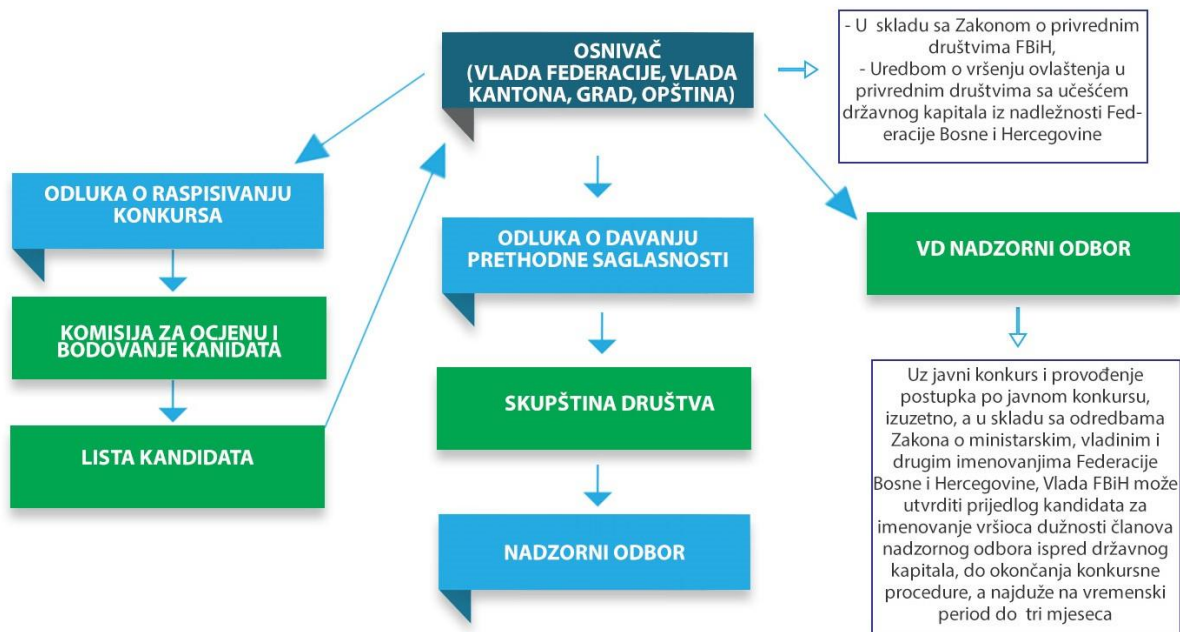 OSNIVAČ
(VLADA FEDERACIJE, VLADA
KANTONA, GRAD, OPŠTINA)
- U skladu sa Zakonom o privrednim
društvima FBiH,
- Uredbom o vršenju ovlaštenja u
privrednim društvima sa učešćem
državnog kapitala iz nadležnosti Fed-
eracije Bosne i Hercegovine
ODLUKA O RASPISIVANJU
KONKURSA
KOMISIJA ZA OCJENU I
BODOVANJE KANIDATA
LISTA KANDIDATA
ODLUKA O DAVANJU
PRETHODNE SAGLASNOSTI
SKUPŠTINA DRUŠTVA
NADZORNI ODBOR
VD NADZORNI ODBOR
Uz javni konkurs i provođenje
postupka po javnom konkursu,
izuzetno, a u skladu sa odredbama
Zakona o ministarskim, vladinim i
drugim imenovanjima Federacije
Bosne i Hercegovine, Vlada FBiH može
utvrditi prijedlog kandidata za
imenovanje vršioca dužnosti članova
nadzornog odbora ispred državnog
kapitala, do okončanja konkursne
procedure, a najduže na vremenski
period do tri mjeseca